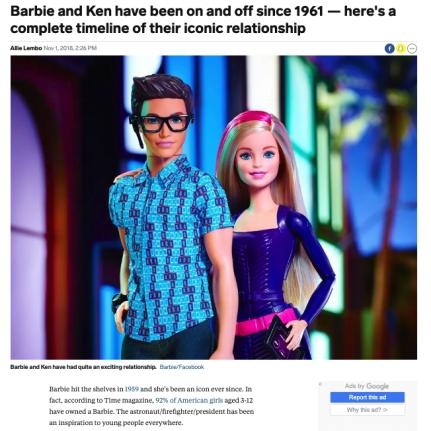 Barbie and Ken have been on and off since 1961 — here's a
complete timeline of their iconic relationship
Allie Lembo Nov 1, 2018, 2:26 PM
Barbie and Ken have had quite an exciting relationship. Barbie/Facebook
Barbie hit the shelves in 1959 and she's been an icon ever since. In
fact, according to Time magazine, 92% of American girls aged 3-12
have owned a Barbie. The astronaut/firefighter/president has been
an inspiration to young people everywhere.
Ads by Google
Report this ad
Why this ad? >